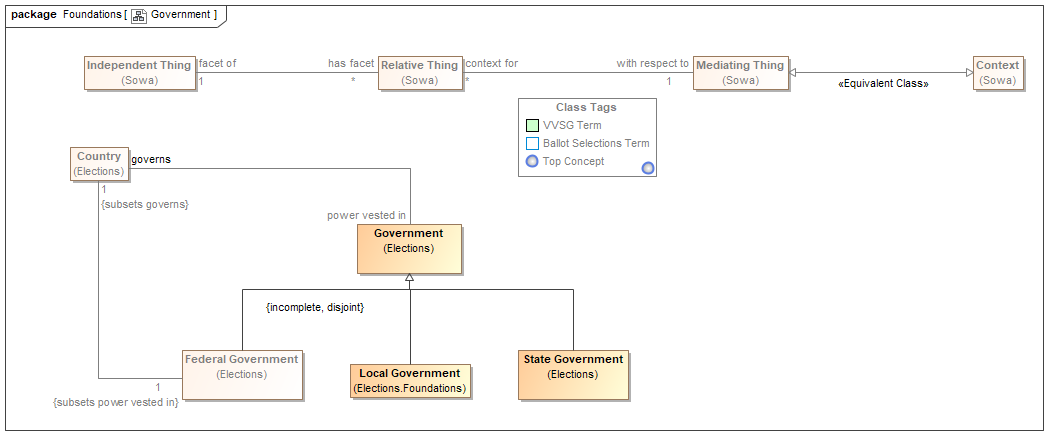 package Foundations [ Government ]
Independent Thing
(Sowa)
facet of
1
has facet
*
Relative Thing
(Sowa)
context for
*
with respect to
1
Mediating Thing
(Sowa)
«Equivalent Class»
Context
(Sowa)
Class Tags
VVSG Term
Ballot Selections Term
Top Concept
Country
(Elections)
governs
1
{subsets governs}
power vested in
Government
(Elections)
{incomplete, disjoint}
Federal Government
(Elections)
1
{subsets power vested in}
Local Government
(Elections.Foundations)
State Government
(Elections)